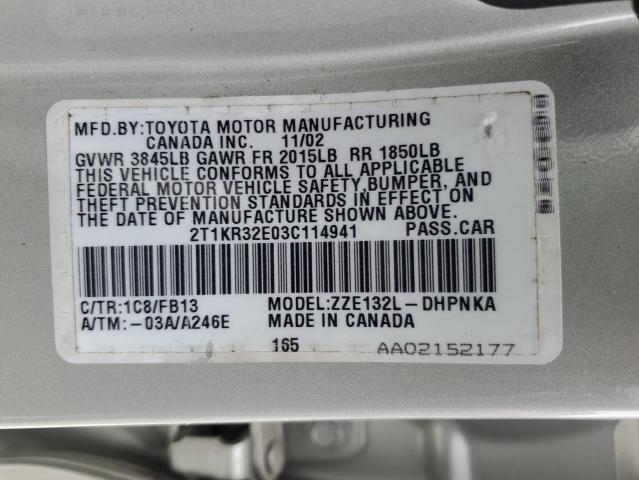 MFD.BY:TOYOTA MOTOR MANUFACTURING
CANADA INC. 11/02
GVWR 3845LB GAWR FR 2015LB RR 1850LB
THIS VEHICLE CONFORMS TO ALL APPLICABLE
FEDERAL MOTOR VEHICLE SAFETY,BUMPER, AND
THEFT PREVENTION STANDARDS IN EFFECT ON
THE DATE OF MANUFACTURE SHOWN ABOVE.
2T1KR32E03C114941 PASS.CAR
C/TR:1C8/FB13 MODEL:ZZE132L-DHPNKA
A/TM:-03A/A246E MADE IN CANADA
165 AA02152177